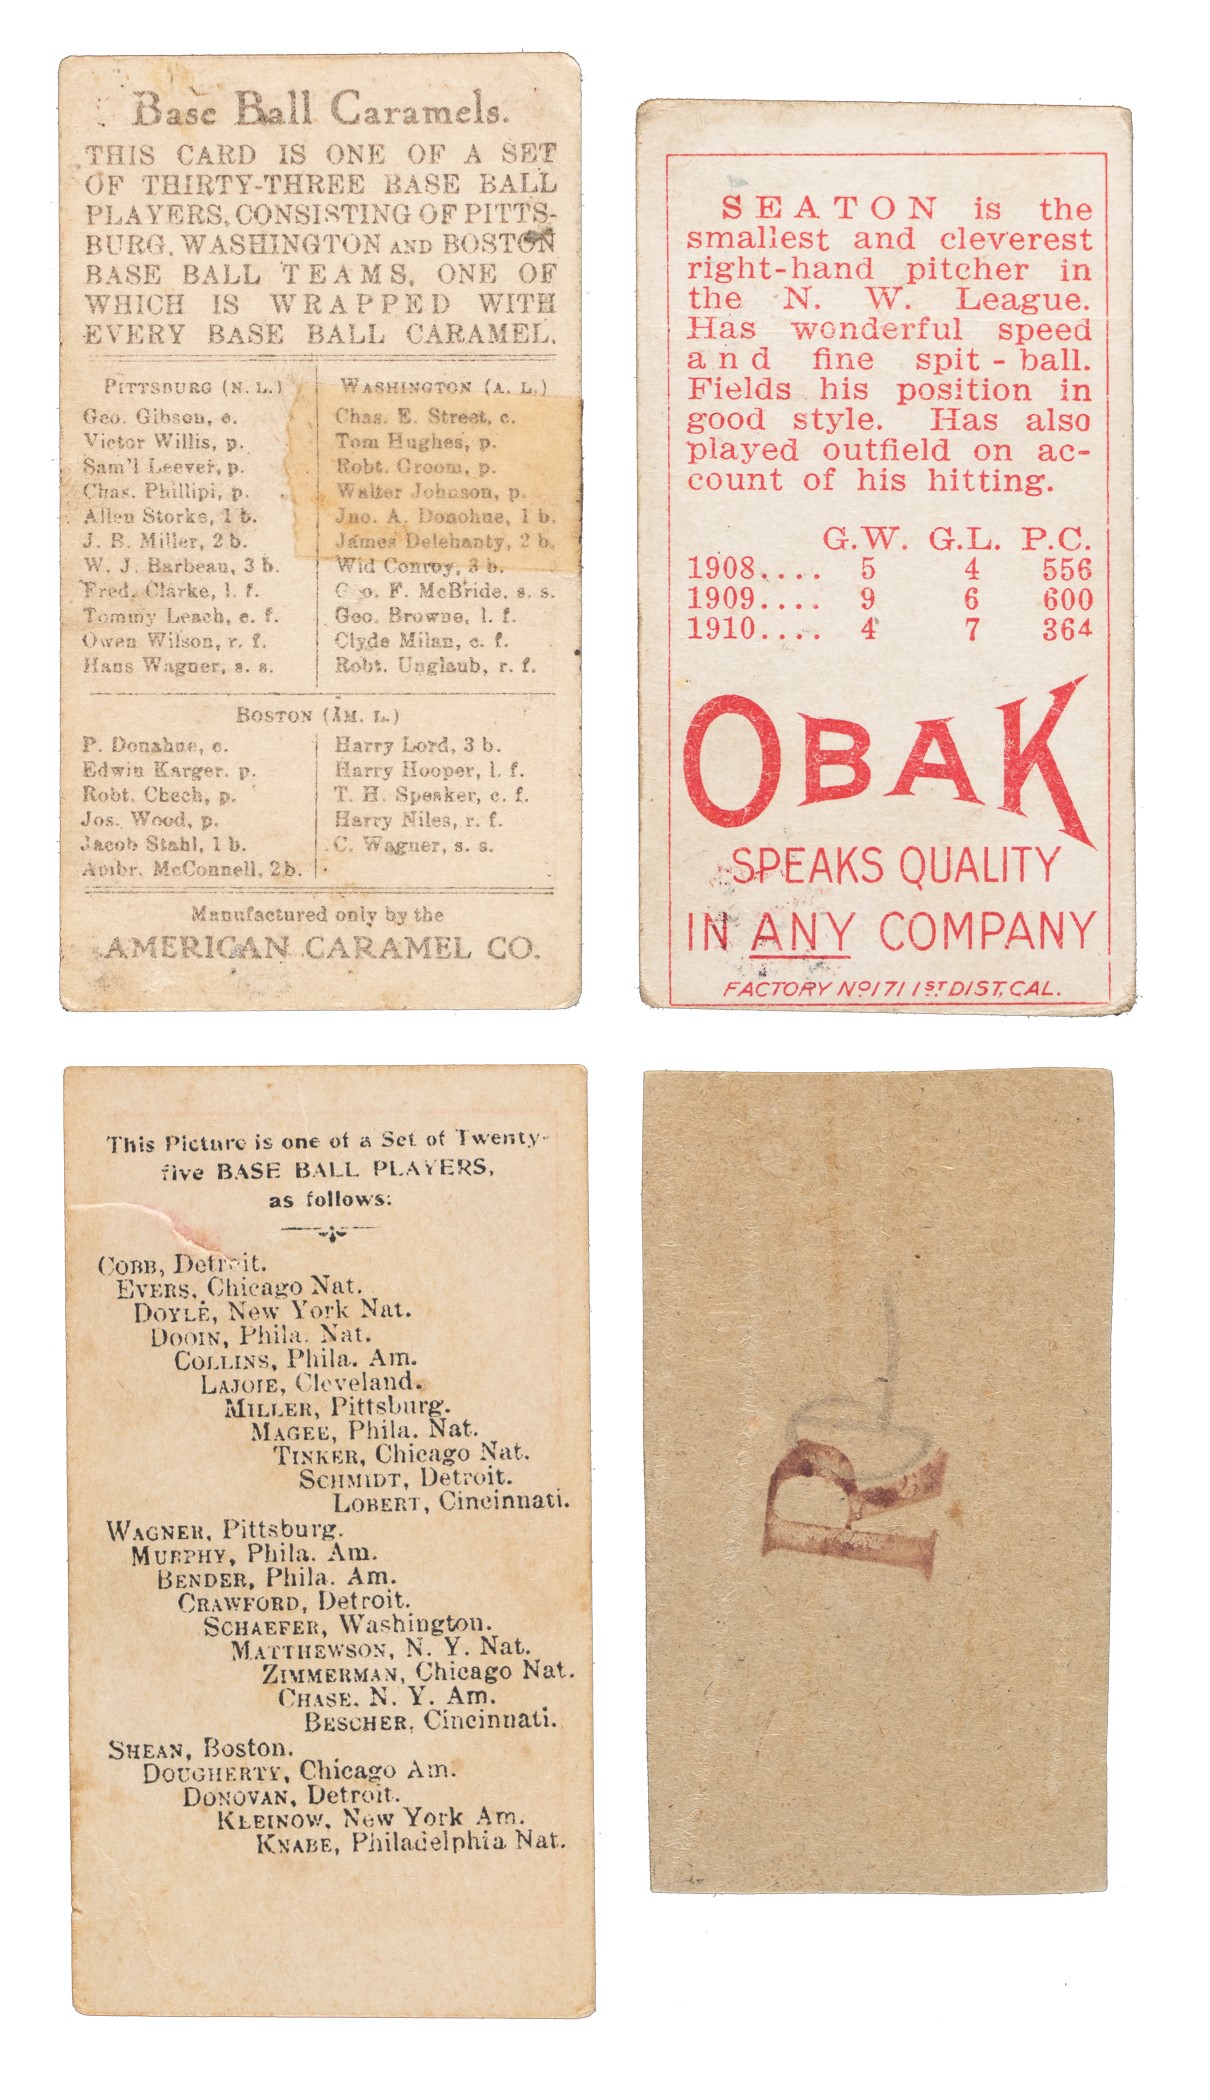 Base Ball Caramels.
THIS CARD IS ONE OF A SET
OF THIRTY-THREE BASE BALL
PLAYERS, CONSISTING OF PITTS-
BURG, WASHINGTON AND BOSTON
BASE BALL TEAMS, ONE OF
WHICH IS WRAPPED WITH
EVERY BASE BALL CARAMEL.
PITTSBURG (N. L.)
Geo. Gibson, c.
Victor Willis, p.
Sam'l Leever, p.
Chas. Phillipi, p.
Allen Storke, 1 b.
J. B. Miller, 2 b.
W. J. Barbeau, 3 b.
Fred. Clarke, l. f.
Tommy Leach, c. f.
Owen Wilson, r. f.
Hans Wagner, s. s.
WASHINGTON (A. L.)
Chas. E. Street, c.
Tom Hughes, p.
Robt. Groom, p.
Walter Johnson, p.
Jno. A. Donohue, 1 b.
James Delehanty, 2 b.
Wid Conroy, 3 b.
Geo. F. McBride, s. s.
Geo. Browne, l. f.
Clyde Milan, c. f.
Robt. Unglaub, r. f.
BOSTON (AM. L.)
P. Donahue, c.
Edwin Karger, p.
Robt. Chech, p.
Jos. Wood, p.
Jacob Stahl, 1 b.
Ambr. McConnell, 2 b.
Harry Lord, 3 b.
Harry Hooper, l. f.
T. H. Speaker, c. f.
Harry Niles, r. f.
C. Wagner, s. s.
Manufactured only by the
AMERICAN CARAMEL CO.
SEATON is the
smallest and cleverest
right-hand pitcher in
the N. W. League.
Has wonderful speed
and fine spit-ball.
Fields his position in
good style. Has also
played outfield on ac-
count of his hitting.
G.W. G.L. P.C.
1908.... 5 4 556
1909.... 9 6 600
1910.... 4 7 364
OBAK
SPEAKS QUALITY
IN ANY COMPANY
FACTORY No 171 1ST DIST, CAL.
This Picture is one of a Set of Twenty-
five BASE BALL PLAYERS,
as follows:
COBB, Detroit.
EVERS, Chicago Nat.
DOYLE, New York Nat.
DOOIN, Phila. Nat.
COLLINS, Phila. Am.
LAJOIE, Cleveland.
MILLER, Pittsburg.
MAGEE, Phila. Nat.
TINKER, Chicago Nat.
SCHMIDT, Detroit.
LOBERT, Cincinnati.
WAGNER, Pittsburg.
MURPHY, Phila. Am.
BENDER, Phila. Am.
CRAWFORD, Detroit.
SCHAEFER, Washington.
MATTHEWSON, N. Y. Nat.
ZIMMERMAN, Chicago Nat.
CHASE, N. Y. Am.
BESCHER, Cincinnati.
SHEAN, Boston.
DOUGHERTY, Chicago Am.
DONOVAN, Detroit.
KLEINOW, New York Am.
KNABE, Philadelphia Nat.
R